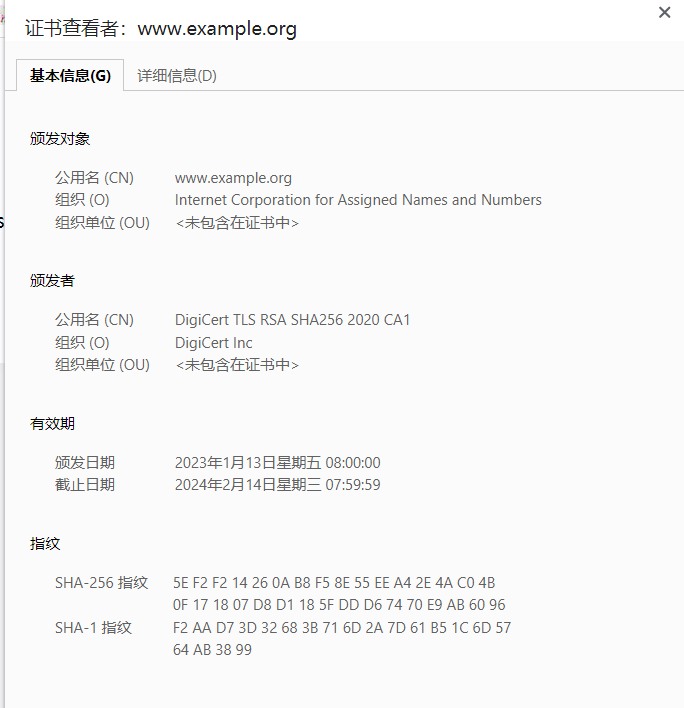 证书查看者：www.example.org
基本信息(G) 详细信息(D)
颁发对象
公用名 (CN) www.example.org
组织 (O) Internet Corporation for Assigned Names and Numbers
组织单位 (OU) <未包含在证书中>
颁发者
公用名 (CN) DigiCert TLS RSA SHA256 2020 CA1
组织 (O) DigiCert Inc
组织单位 (OU) <未包含在证书中>
有效期
颁发日期 2023年1月13日星期五 08:00:00
截止日期 2024年2月14日星期三 07:59:59
指纹
SHA-256 指纹 5E F2 F2 14 26 0A B8 F5 8E 55 EE A4 2E 4A C0 4B
0F 17 18 07 D8 D1 18 5F DD D6 74 70 E9 AB 60 96
SHA-1 指纹 F2 AA D7 3D 32 68 3B 71 6D 2A 7D 61 B5 1C 6D 57
64 AB 38 99